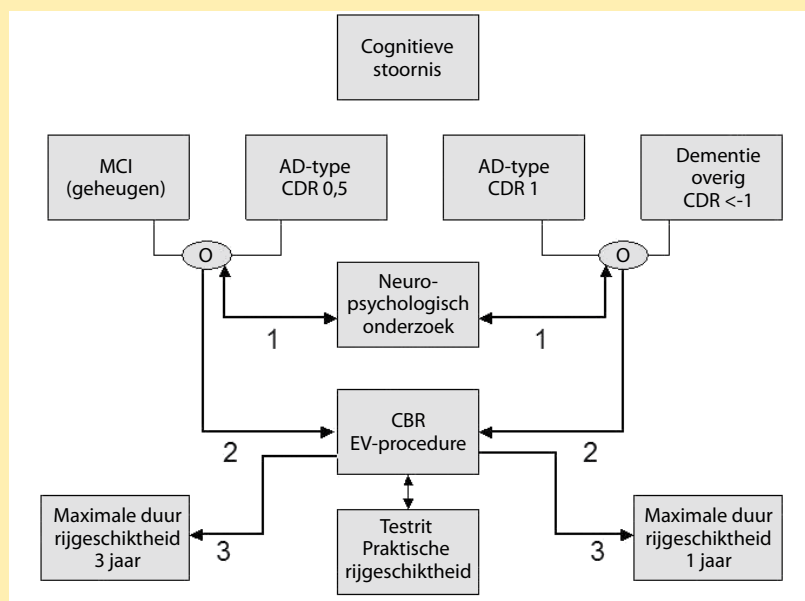 Cognitieve
stoornis
MCI
(geheugen)
AD-type
CDR 0,5
AD-type
CDR 1
Dementie
overig
CDR <-1
O
O
Neuro-
psychologisch
onderzoek
1
1
CBR
EV-procedure
2
2
Maximale duur
rijgeschiktheid
3 jaar
3
Testrit
Praktische
rijgeschiktheid
3
Maximale duur
rijgeschiktheid
1 jaar